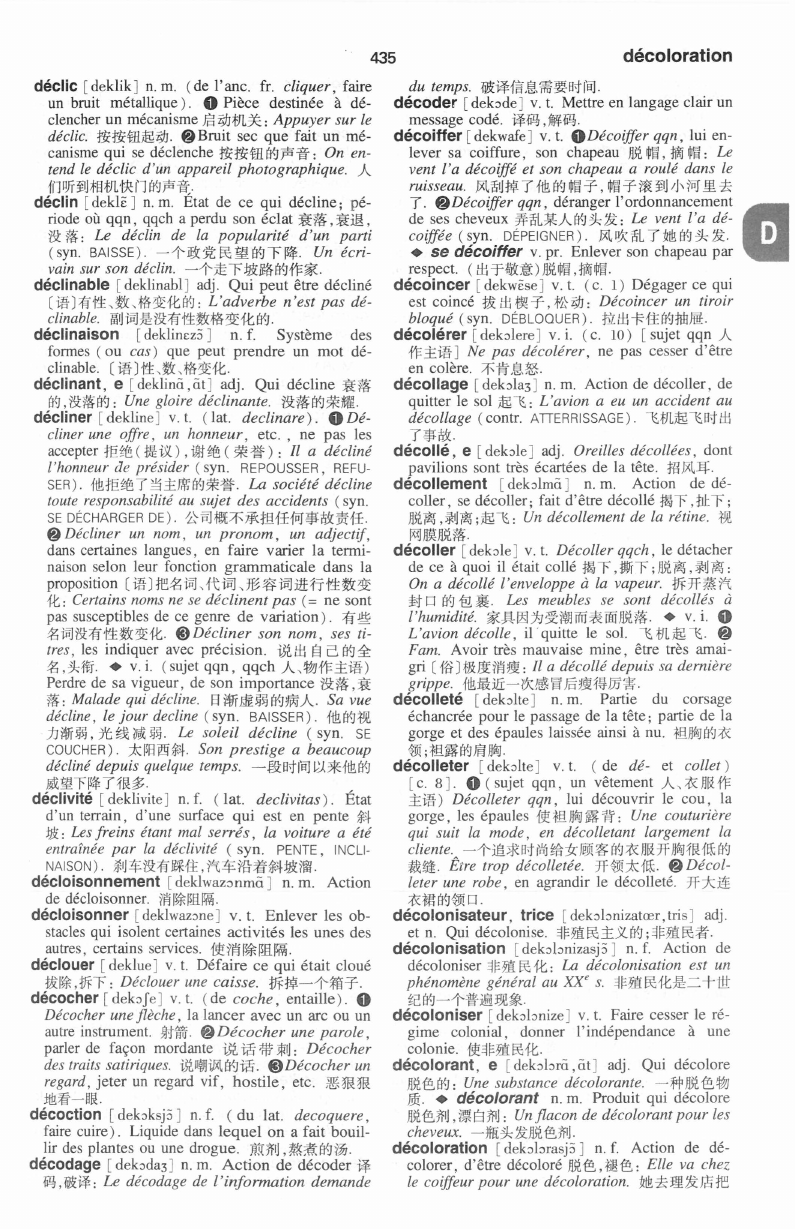 435
décoloration
déclic [deklik] n. m. (de l'anc. fr. cliquer, faire
un bruit métallique). ❶ Pièce destinée à dé-
clencher un mécanisme 启动机关: Appuyer sur le
déclic. 按按钮起动. ❷Bruit sec que fait un mé-
canisme qui se déclenche 按按钮的声音: On en-
tend le déclic d'un appareil photographique. 人
们听到相机快门的声音.
déclin [deklɛ̃] n. m. État de ce qui décline; pé-
riode où qqn, qqch a perdu son éclat 衰落,衰退,
没落: Le déclin de la popularité d'un parti
(syn. BAISSE). 一个政党民望的下降. Un écri-
vain sur son déclin. 一个走下坡路的作家.
déclinable [deklinabl] adj. Qui peut être décliné
〔语〕有性、数、格变化的: L'adverbe n'est pas dé-
clinable. 副词是没有性数格变化的.
déclinaison [deklinɛzɔ̃] n. f. Système des
formes (ou cas) que peut prendre un mot dé-
clinable. 〔语〕性、数、格变化.
déclinant, e [deklinɑ̃,ɑ̃t] adj. Qui décline 衰落
的,没落的: Une gloire déclinante. 没落的荣耀.
décliner [dekline] v. t. (lat. declinare). ❶Dé-
cliner une offre, un honneur, etc. , ne pas les
accepter 拒绝(提议),谢绝(荣誉): Il a décliné
l'honneur de présider (syn. REPOUSSER, REFU-
SER). 他拒绝了当主席的荣誉. La société décline
toute responsabilité au sujet des accidents (syn.
SE DÉCHARGER DE). 公司概不承担任何事故责任.
❷Décliner un nom, un pronom, un adjectif,
dans certaines langues, en faire varier la termi-
naison selon leur fonction grammaticale dans la
proposition 〔语〕把名词、代词、形容词进行性数变
化: Certains noms ne se déclinent pas (= ne sont
pas susceptibles de ce genre de variation). 有些
名词没有性数变化. ❸Décliner son nom, ses ti-
tres, les indiquer avec précision. 说出自己的全
名,头衔. ◆ v. i. (sujet qqn, qqch 人、物作主语)
Perdre de sa vigueur, de son importance 没落,衰
落: Malade qui décline. 日渐虚弱的病人. Sa vue
décline, le jour decline (syn. BAISSER). 他的视
力渐弱,光线减弱. Le soleil décline (syn. SE
COUCHER). 太阳西斜. Son prestige a beaucoup
décliné depuis quelque temps. 一段时间以来他的
威望下降了很多.
déclivité [deklivite] n. f. (lat. declivitas). État
d'un terrain, d'une surface qui est en pente 斜
坡: Les freins étant mal serrés, la voiture a été
entraînée par la déclivité (syn. PENTE, INCLI-
NAISON). 刹车没有踩住,汽车沿着斜坡溜.
décloisonnement [deklwazɔnmɑ̃] n. m. Action
de décloisonner. 消除阻隔.
décloisonner [deklwazɔne] v. t. Enlever les ob-
stacles qui isolent certaines activités les unes des
autres, certains services. 使消除阻隔.
déclouer [deklue] v. t. Défaire ce qui était cloué
拔除,拆下: Déclouer une caisse. 拆掉一个箱子.
décocher [dekɔʃe] v. t. (de coche, entaille). ❶
Décocher une flèche, la lancer avec un arc ou un
autre instrument. 射箭. ❷Décocher une parole,
parler de façon mordante 说话带刺: Décocher
des traits satiriques. 说嘲讽的话. ❸Décocher un
regard, jeter un regard vif, hostile, etc. 恶狠狠
地看一眼.
décoction [dekɔksjɔ̃] n. f. (du lat. decoquere,
faire cuire). Liquide dans lequel on a fait bouil-
lir des plantes ou une drogue. 煎剂,熬煮的汤.
décodage [dekɔdaʒ] n. m. Action de décoder 译
码,破译: Le décodage de l'information demande
du temps. 破译信息需要时间.
décoder [dekɔde] v. t. Mettre en langage clair un
message codé. 译码,解码.
décoiffer [dekwafe] v. t. ❶Décoiffer qqn, lui en-
lever sa coiffure, son chapeau 脱帽,摘帽: Le
vent l'a décoiffé et son chapeau a roulé dans le
ruisseau. 风刮掉了他的帽子,帽子滚到小河里去
了. ❷Décoiffer qqn, déranger l'ordonnancement
de ses cheveux 弄乱某人的头发: Le vent l'a dé-
coiffée (syn. DÉPEIGNER). 风吹乱了她的头发.
◆ se décoiffer v. pr. Enlever son chapeau par
respect. (出于敬意)脱帽,摘帽.
décoincer [dekwɛ̃se] v. t. (c. 1) Dégager ce qui
est coincé 拔出楔子,松动: Décoincer un tiroir
bloqué (syn. DÉBLOQUER). 拉出卡住的抽屉.
décolérer [dekɔlere] v. i. (c. 10) [sujet qqn 人
作主语] Ne pas décolérer, ne pas cesser d'être
en colère. 不肯息怒.
décollage [dekɔlaʒ] n. m. Action de décoller, de
quitter le sol 起飞: L'avion a eu un accident au
décollage (contr. ATTERRISSAGE). 飞机起飞时出
了事故.
décollé, e [dekɔle] adj. Oreilles décollées, dont
pavilions sont très écartées de la tête. 招风耳.
décollement [dekɔlmɑ̃] n. m. Action de dé-
coller, se décoller; fait d'être décollé 揭下,扯下;
脱离,剥离;起飞: Un décollement de la rétine. 视
网膜脱落.
décoller [dekɔle] v. t. Décoller qqch, le détacher
de ce à quoi il était collé 揭下,撕下;脱离,剥离:
On a décollé l'enveloppe à la vapeur. 拆开蒸汽
封口的包裹. Les meubles se sont décollés à
l'humidité. 家具因为受潮而表面脱落. ◆ v. i. ❶
L'avion décolle, il quitte le sol. 飞机起飞. ❷
Fam. Avoir très mauvaise mine, être très amai-
gri 〔俗〕极度消瘦: Il a décollé depuis sa dernière
grippe. 他最近一次感冒后瘦得厉害.
décolleté [dekɔlte] n. m. Partie du corsage
échancrée pour le passage de la tête; partie de la
gorge et des épaules laissée ainsi à nu. 袒胸的衣
领;袒露的肩胸.
décolleter [dekɔlte] v. t. (de dé- et collet)
[c. 8]. ❶(sujet qqn, un vêtement 人、衣服作
主语) Décolleter qqn, lui découvrir le cou, la
gorge, les épaules 使袒胸露背: Une couturière
qui suit la mode, en décolletant largement la
cliente. 一个追求时尚给女顾客的衣服开胸很低的
裁缝. Être trop décolletée. 开领太低. ❷Décol-
leter une robe, en agrandir le décolleté. 开大连
衣裙的领口.
décolonisateur, trice [dekɔlɔnizatœr,tris] adj.
et n. Qui décolonise. 非殖民主义的;非殖民者.
décolonisation [dekɔlɔnizasjɔ̃] n. f. Action de
décoloniser 非殖民化: La décolonisation est un
phénomène général au XXe s. 非殖民化是二十世
纪的一个普遍现象.
décoloniser [dekɔlɔnize] v. t. Faire cesser le ré-
gime colonial, donner l'indépendance à une
colonie. 使非殖民化.
décolorant, e [dekɔlɔrɑ̃,ɑ̃t] adj. Qui décolore
脱色的: Une substance décolorante. 一种脱色物
质. ◆ décolorant n. m. Produit qui décolore
脱色剂,漂白剂: Un flacon de décolorant pour les
cheveux. 一瓶头发脱色剂.
décoloration [dekɔlɔrasjɔ̃] n. f. Action de dé-
colorer, d'être décoloré 脱色,褪色: Elle va chez
le coiffeur pour une décoloration. 她去理发店把
D